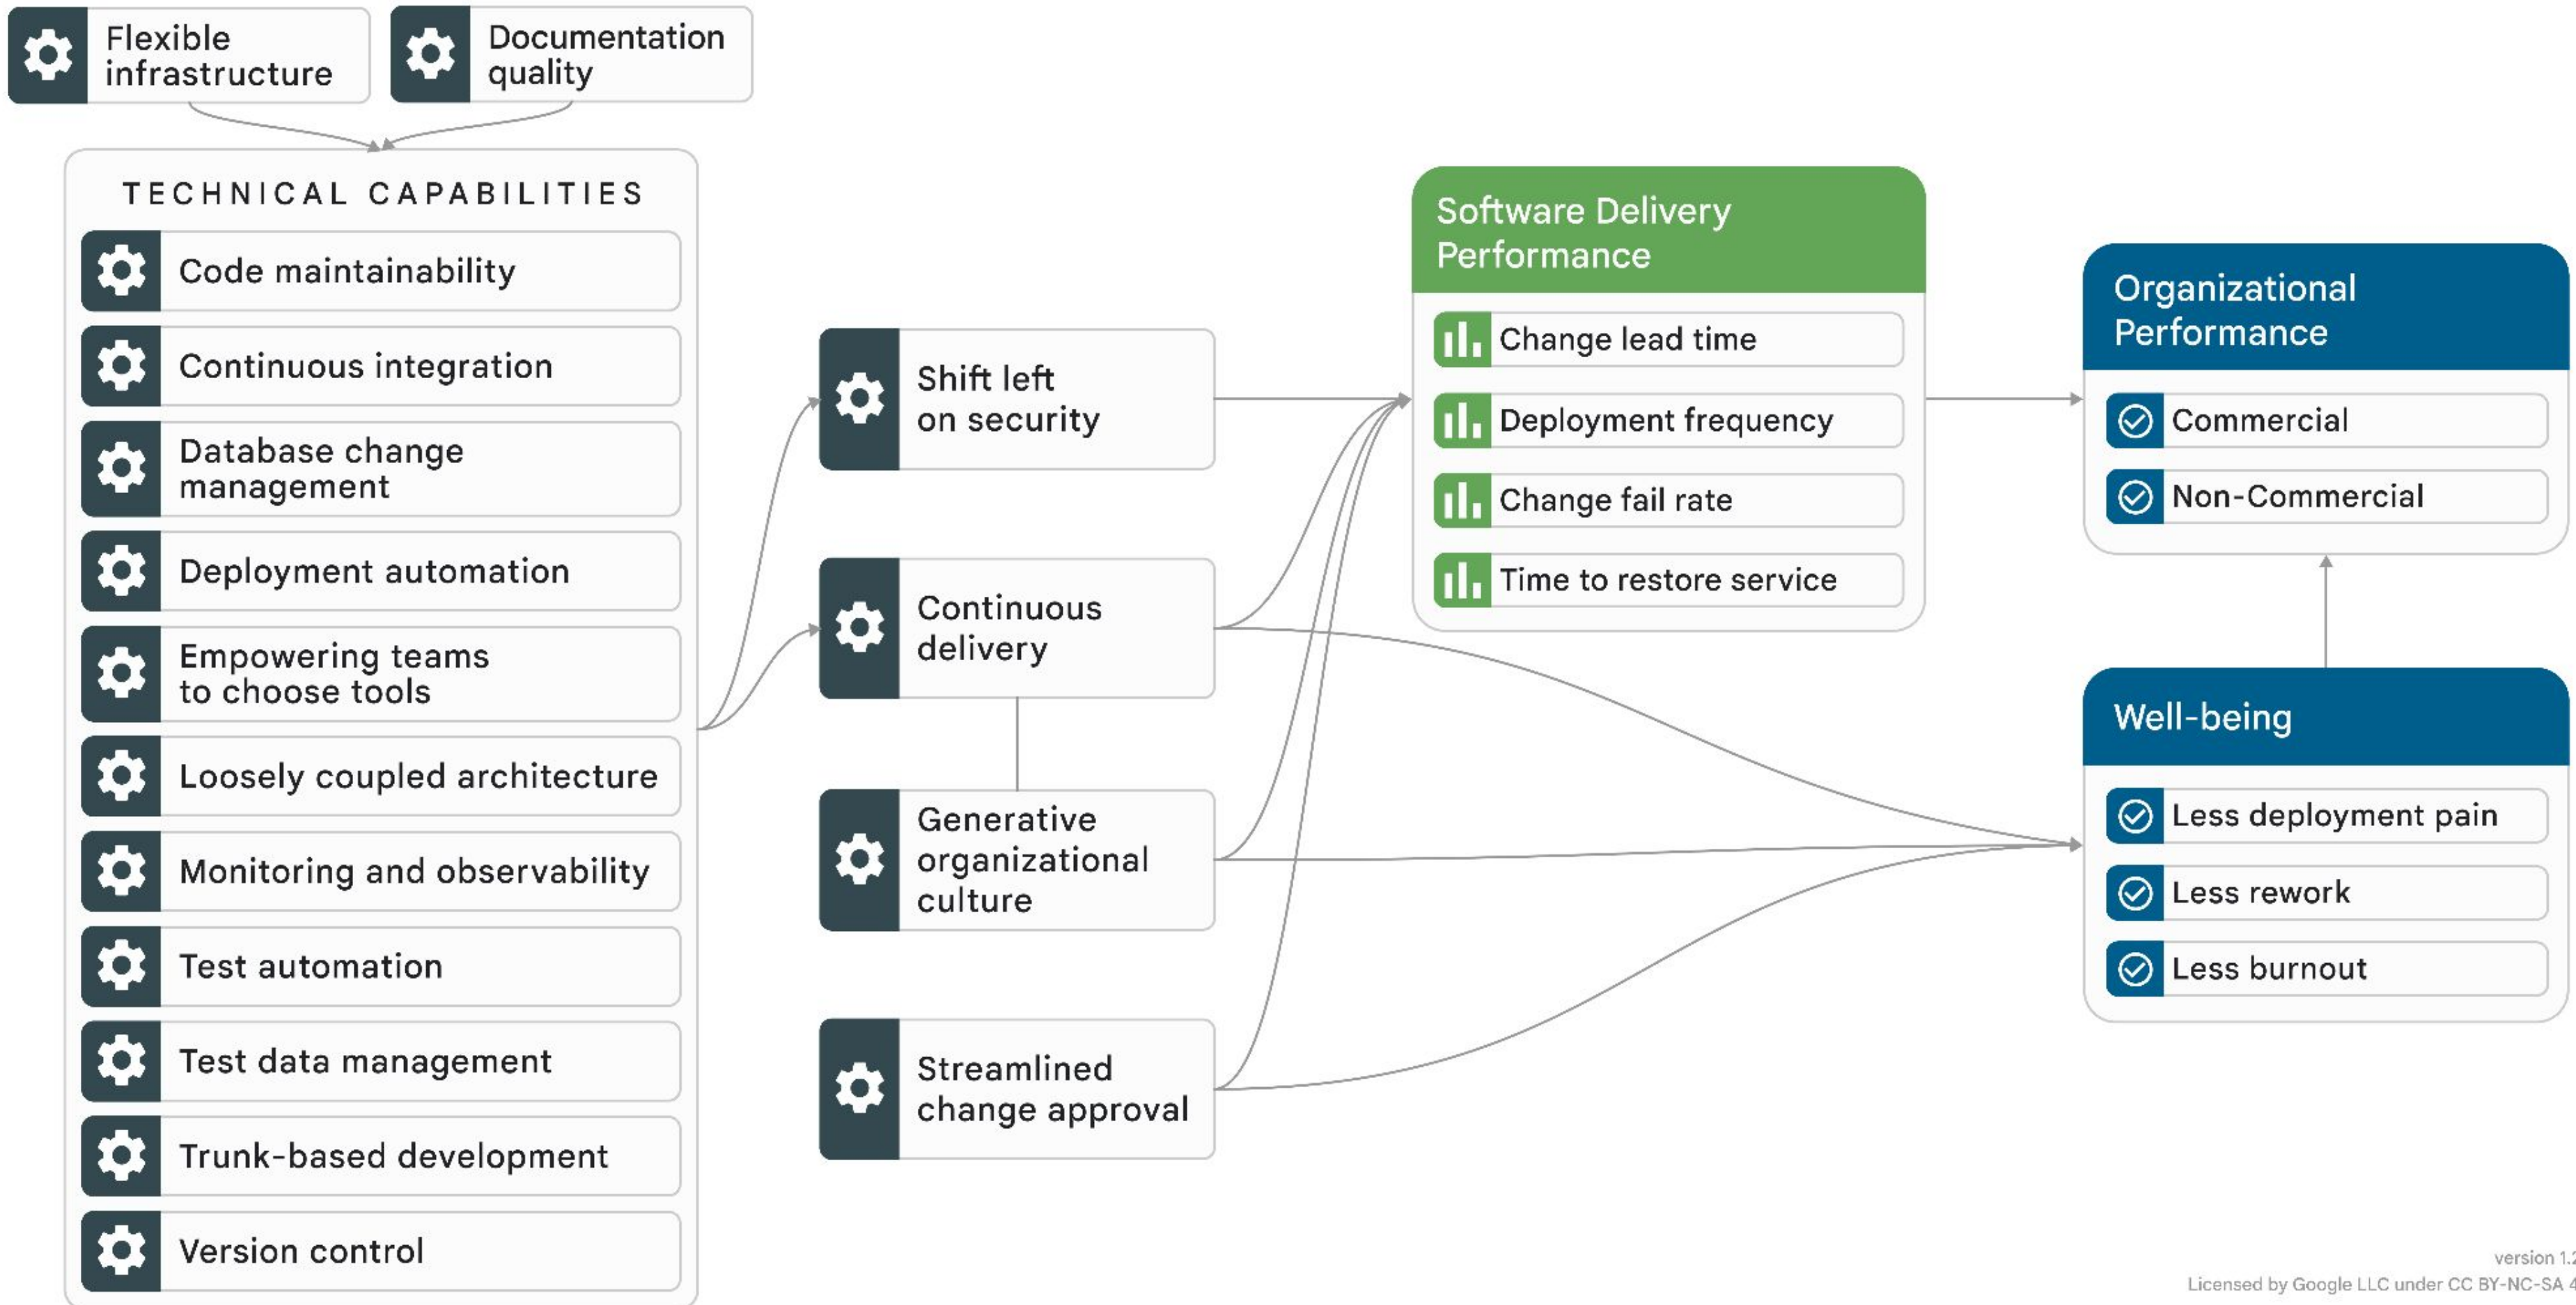 Flexible
infrastructure
Documentation
quality
TECHNICAL CAPABILITIES
Code maintainability
Continuous integration
Database change
management
Deployment automation
Empowering teams
to choose tools
Loosely coupled architecture
Monitoring and observability
Test automation
Test data management
Trunk-based development
Version control
Shift left
on security
Continuous
delivery
Generative
organizational
culture
Streamlined
change approval
Software Delivery
Performance
Change lead time
Deployment frequency
Change fail rate
Time to restore service
Organizational
Performance
Commercial
Non-Commercial
Well-being
Less deployment pain
Less rework
Less burnout
version 1.2
Licensed by Google LLC under CC BY-NC-SA 4